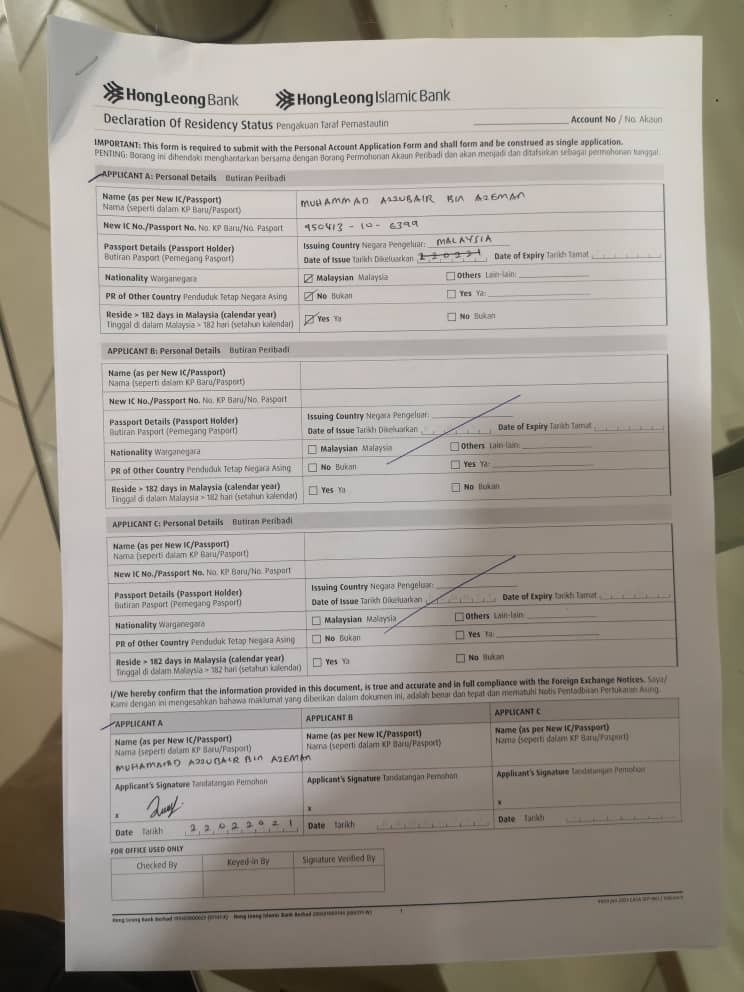 HongLeong Bank HongLeong Islamic Bank
Declaration Of Residency Status Pengakuan Taraf Pemastautin Account No / No. Akaun
IMPORTANT: This form is required to submit with the Personal Account Application Form and shall form and be construed as single application.
PENTING: Borang ini dihendaki menghantarkan bersama dengan Borang Permohonan Akaun Peribadi dan akan menjadi dan ditafsirkan sebagai permohonan tunggal.
APPLICANT A: Personal Details Butiran Peribadi
Name (as per New IC/Passport) MUHAMMAD AZZUBAIR BIN AZEMAN
Nama (seperti dalam KP Baru/Pasport)
New IC No./Passport No. No. KP Baru/No. Pasport 950413-10-6399
Passport Details (Passport Holder) Issuing Country Negara Pengeluar: MALAYSIA
Butiran Pasport (Pemegang Pasport) Date of Issue Tarikh Dikeluarkan Date of Expiry Tarikh Tamat
Nationality Warganegara Malaysian Malaysia Others Lain-lain:
PR of Other Country Penduduk Tetap Negara Asing No Bukan Yes Ya:
Reside > 182 days in Malaysia (calendar year) Yes Ya No Bukan
Tinggal di dalam Malaysia > 182 hari (setahun kalendar)
APPLICANT B: Personal Details Butiran Peribadi
Name (as per New IC/Passport)
Nama (seperti dalam KP Baru/Pasport)
New IC No./Passport No. No. KP Baru/No. Pasport
Passport Details (Passport Holder) Issuing Country Negara Pengeluar:
Butiran Pasport (Pemegang Pasport) Date of Issue Tarikh Dikeluarkan Date of Expiry Tarikh Tamat
Nationality Warganegara Malaysian Malaysia Others Lain-lain:
PR of Other Country Penduduk Tetap Negara Asing No Bukan Yes Ya:
Reside > 182 days in Malaysia (calendar year) Yes Ya No Bukan
Tinggal di dalam Malaysia > 182 hari (setahun kalendar)
APPLICANT C: Personal Details Butiran Peribadi
Name (as per New IC/Passport)
Nama (seperti dalam KP Baru/Pasport)
New IC No./Passport No. No. KP Baru/No. Pasport
Passport Details (Passport Holder) Issuing Country Negara Pengeluar:
Butiran Pasport (Pemegang Pasport) Date of Issue Tarikh Dikeluarkan Date of Expiry Tarikh Tamat
Nationality Warganegara Malaysian Malaysia Others Lain-lain:
PR of Other Country Penduduk Tetap Negara Asing No Bukan Yes Ya:
Reside > 182 days in Malaysia (calendar year) Yes Ya No Bukan
Tinggal di dalam Malaysia > 182 hari (setahun kalendar)
I/We hereby confirm that the information provided in this document, is true and accurate and in full compliance with the Foreign Exchange Notices. Saya/
Kami dengan ini mengesahkan bahawa maklumat yang diberikan dalam dokumen ini, adalah benar dan tepat dan mematuhi Notis Pentadbiran Pertukaran Asing.
APPLICANT A APPLICANT B APPLICANT C
Name (as per New IC/Passport) Name (as per New IC/Passport) Name (as per New IC/Passport)
Nama (seperti dalam KP Baru/Pasport) Nama (seperti dalam KP Baru/Pasport) Nama (seperti dalam KP Baru/Pasport)
MUHAMMAD AZZUBAIR BIN AZEMAN
Applicant's Signature Tandatangan Pemohon Applicant's Signature Tandatangan Pemohon Applicant's Signature Tandatangan Pemohon
x x x
Date Tarikh 22022021 Date Tarikh Date Tarikh
FOR OFFICE USED ONLY
Checked By Keyed-in By Signature Verified By
Hong Leong Bank Berhad Hong Leong Islamic Bank Berhad 1